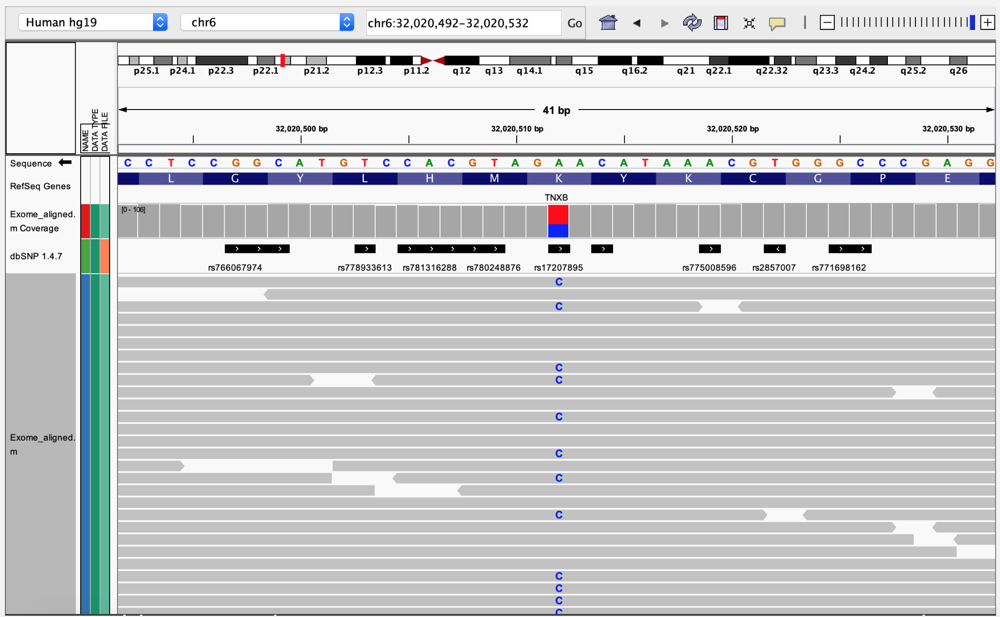 Human hg19 chr6 chr6:32,020,492-32,020,532 Go
p25.1 p24.1 p22.3 p22.1 p21.2 p12.3 p11.2 q12 q13 q14.1 q15 q16.2 q21 q22.1 q22.32 q23.3 q24.2 q25.2 q26
41 bp
NAME
DATA TYPE
DATA FILE
32,020,500 bp 32,020,510 bp 32,020,520 bp 32,020,530 bp
Sequence C C T C C G G C A T G T C C A C G T A G A A C A T A A A C G T G G G C C C G A G G
L G Y L H M K Y K C G P E
RefSeq Genes
TNXB
[0 - 106]
Exome_aligned.
m Coverage
dbSNP 1.4.7
rs766067974 rs778933613 rs781316288 rs780248876 rs17207895 rs775008596 rs2857007 rs771698162
C
C
C
C
C
Exome_aligned.
m
C
C
C
C
C
C
C